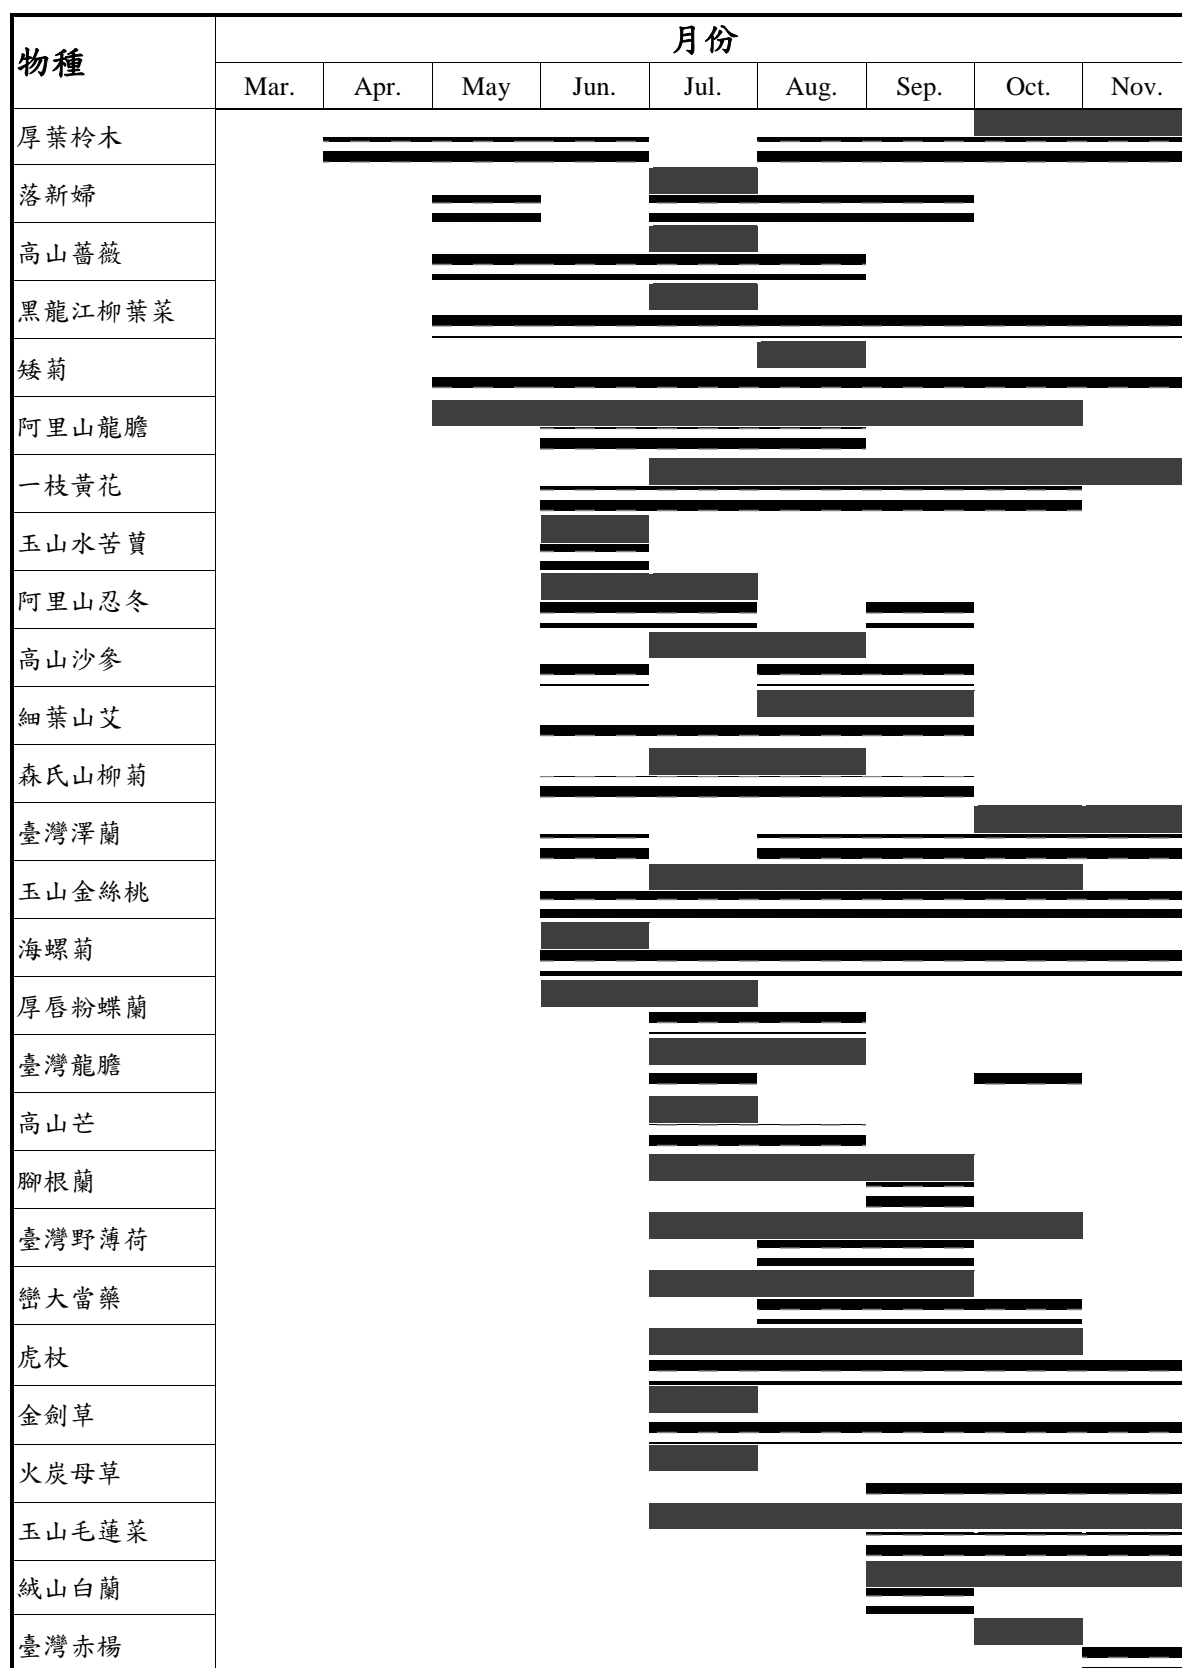 物種
月份
Mar. Apr. May Jun. Jul. Aug. Sep. Oct. Nov.
厚葉柃木
落新婦
高山薔薇
黑龍江柳葉菜
矮菊
阿里山龍膽
一枝黃花
玉山水苦蕒
阿里山忍冬
高山沙參
細葉山艾
森氏山柳菊
臺灣澤蘭
玉山金絲桃
海螺菊
厚唇粉蝶蘭
臺灣龍膽
高山芒
腳根蘭
臺灣野薄荷
巒大當藥
虎杖
金劍草
火炭母草
玉山毛蓮菜
絨山白蘭
臺灣赤楊